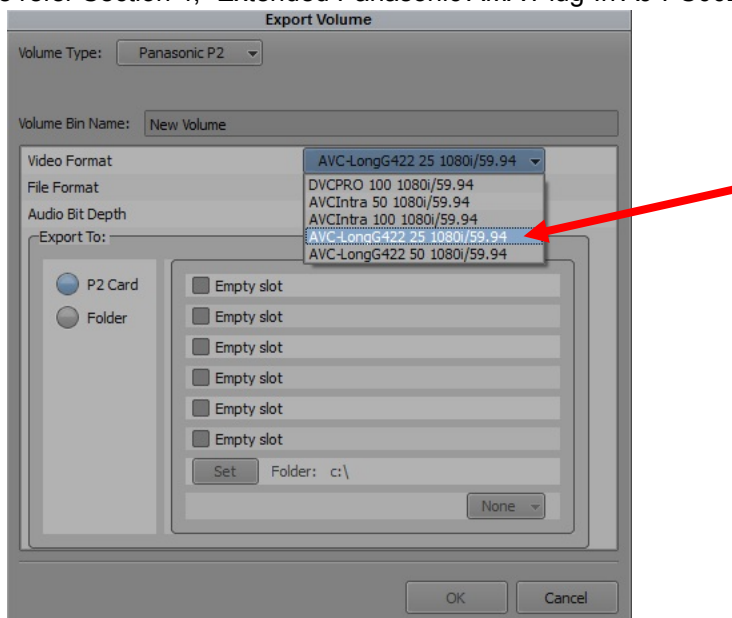 Export Volume
Volume Type: Panasonic P2
Volume Bin Name: New Volume
Video Format AVC-LongG422 25 1080i/59.94
File Format DVCPRO 100 1080i/59.94
AVCIntra 50 1080i/59.94
Audio Bit Depth AVCIntra 100 1080i/59.94
Export To: AVC-LongG422 25 1080i/59.94
AVC-LongG422 50 1080i/59.94
P2 Card Empty slot
Folder Empty slot
Empty slot
Empty slot
Empty slot
Empty slot
Set Folder: c:\
None
OK Cancel